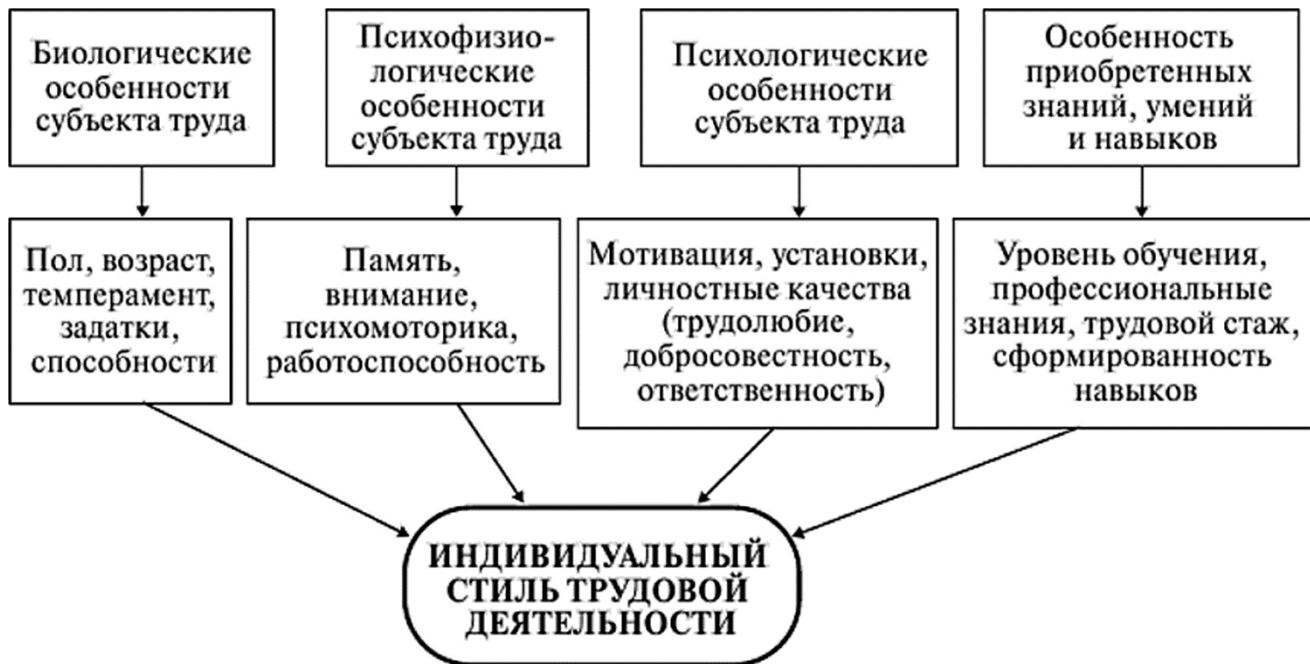 Биологические
особенности
субъекта труда
Психофизио-
логические
особенности
субъекта труда
Психологические
особенности
субъекта труда
Особенность
приобретенных
знаний, умений
и навыков
Пол, возраст,
темперамент,
задатки,
способности
Память,
внимание,
психомоторика,
работоспособность
Мотивация, установки,
личностные качества
(трудолюбие,
добросовестность,
ответственность)
Уровень обучения,
профессиональные
знания, трудовой стаж,
сформированность
навыков
ИНДИВИДУАЛЬНЫЙ
СТИЛЬ ТРУДОВОЙ
ДЕЯТЕЛЬНОСТИ